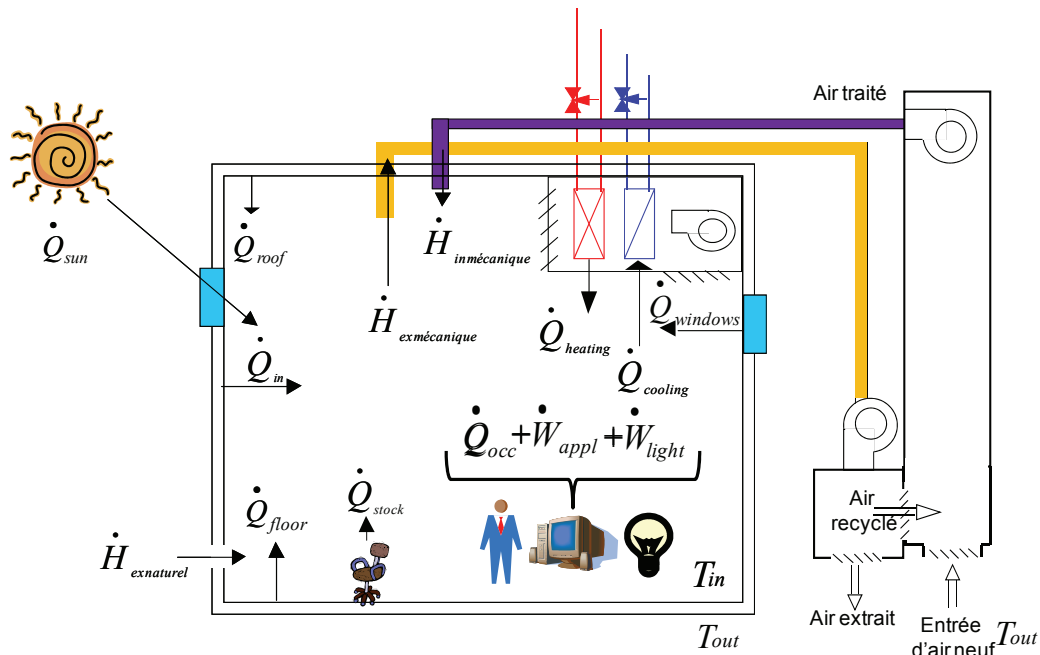 Air traité
Q̇sun
Q̇roof
Ḣinmécanique
Ḣexmécanique
Q̇heating
Q̇windows
Q̇cooling
Q̇in
Q̇occ+Ẇappl+Ẇlight
Q̇floor
Q̇stock
Ḣexnaturel
Tin
Tout
Air
recyclé
Air extrait
Entrée
d'air neuf
Tout